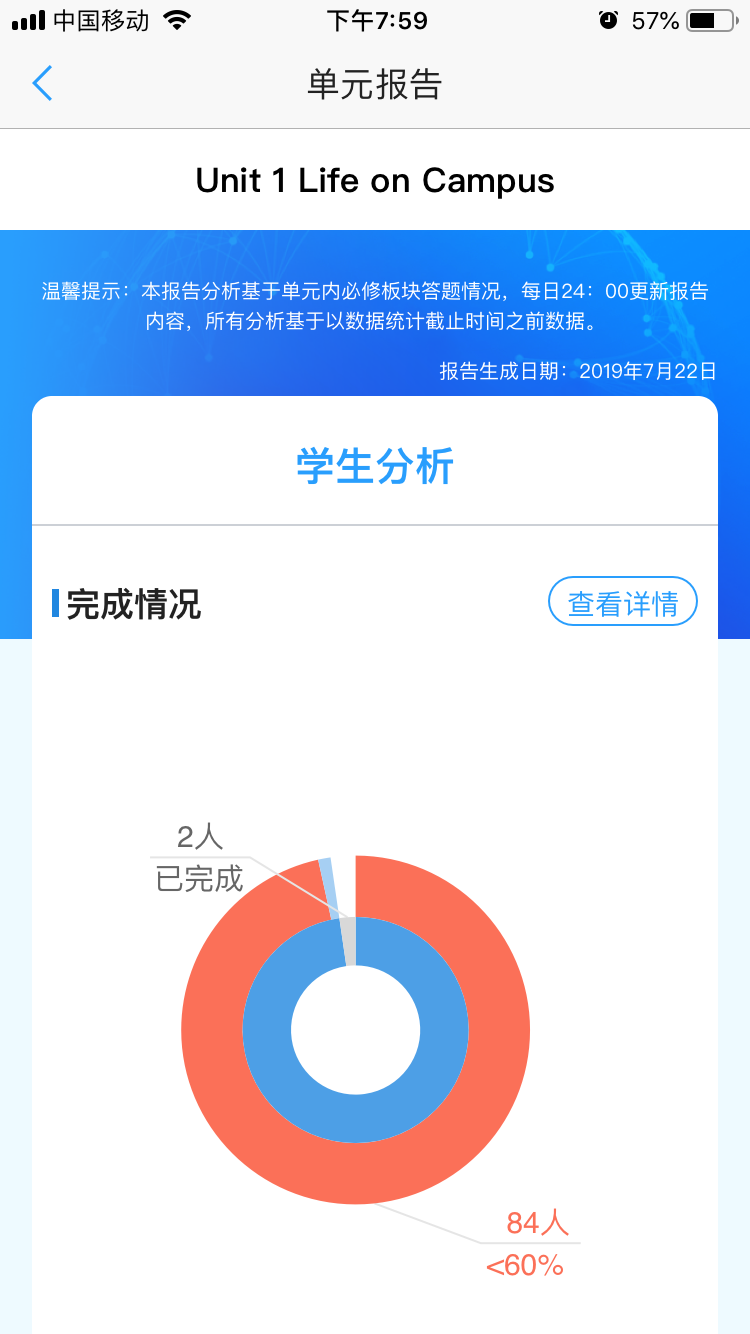 中国移动 下午7:59 57%
单元报告
Unit 1 Life on Campus
温馨提示：本报告分析基于单元内必修板块答题情况，每日24：00更新报告
内容，所有分析基于以数据统计截止时间之前数据。
报告生成日期：2019年7月22日
学生分析
完成情况 查看详情
2人
已完成
84人
<60%